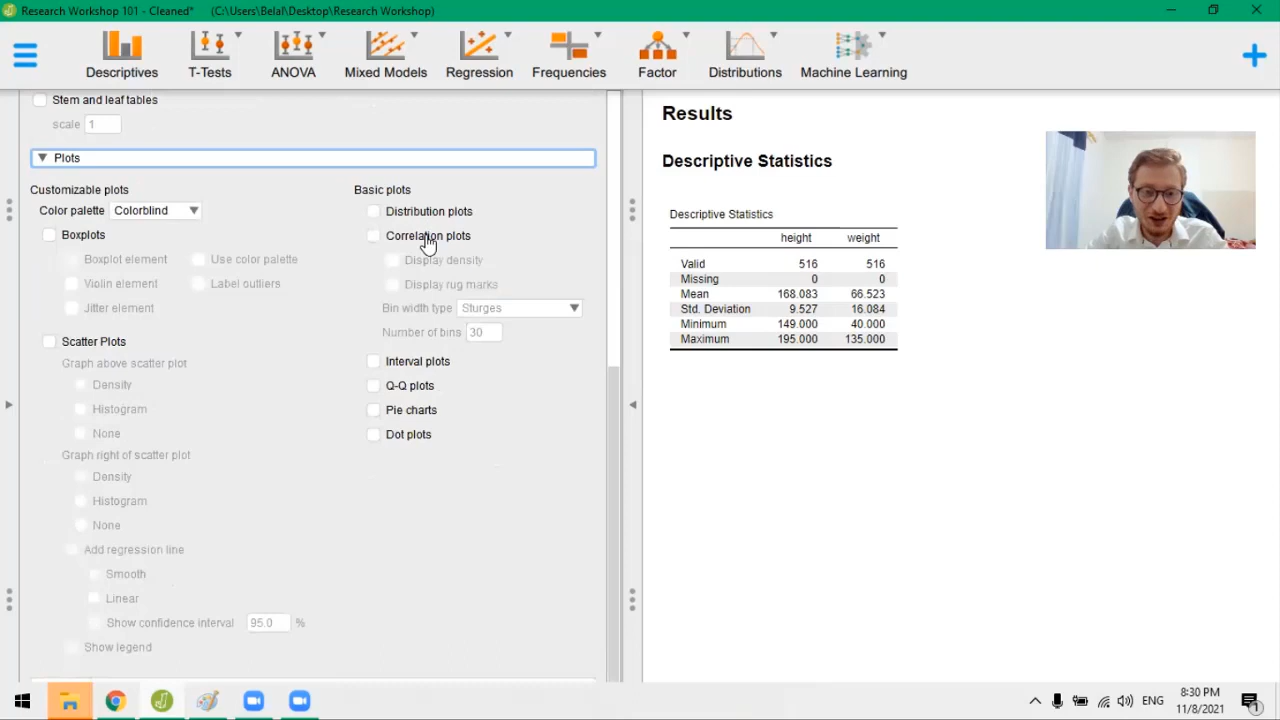 Research Workshop 101 - Cleaned* (C:\Users\Belal\Desktop\Research Workshop)
Descriptives T-Tests ANOVA Mixed Models Regression Frequencies Factor Distributions Machine Learning
Stem and leaf tables
scale 1
Plots
Customizable plots
Color palette Colorblind
Boxplots
Boxplot element Use color palette
Violin element Label outliers
Jitter element
Scatter Plots
Graph above scatter plot
Density
Histogram
None
Graph right of scatter plot
Density
Histogram
None
Add regression line
Smooth
Linear
Show confidence interval 95.0 %
Show legend
Basic plots
Distribution plots
Correlation plots
Display density
Display rug marks
Bin width type Sturges
Number of bins 30
Interval plots
Q-Q plots
Pie charts
Dot plots
Results
Descriptive Statistics
Descriptive Statistics
height weight
Valid 516 516
Missing 0 0
Mean 168.083 66.523
Std. Deviation 9.527 16.084
Minimum 149.000 40.000
Maximum 195.000 135.000
ENG
8:30 PM
11/8/2021
1